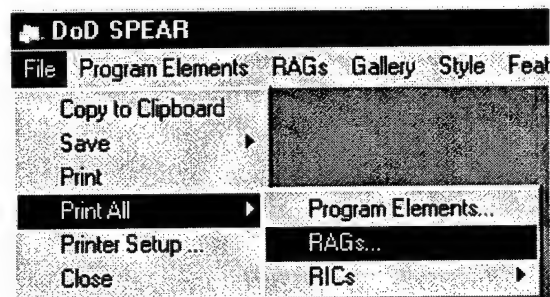 DoD SPEAR
File Program Elements RAGs Gallery Style Feat
Copy to Clipboard
Save
Print
Print All
Program Elements...
Printer Setup ...
RAGs...
Close
RICs